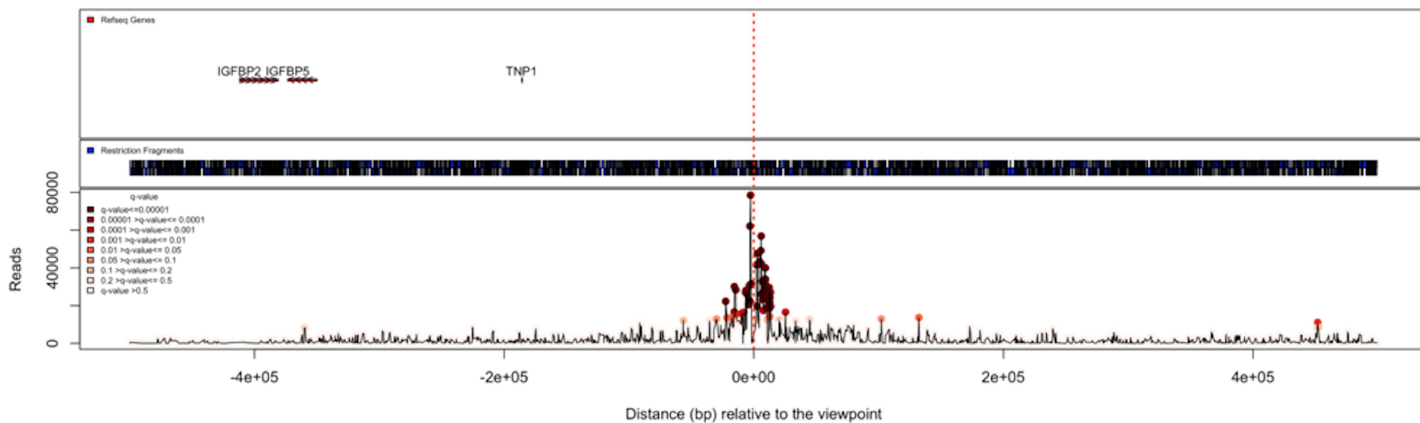 Refseq Genes
IGFBP2 IGFBP5 TNP1
Restriction Fragments
80000
40000
0
Reads
q-value
q-value<=0.00001
0.00001 >q-value<= 0.0001
0.0001 >q-value<= 0.001
0.001 >q-value<= 0.01
0.01 >q-value<= 0.05
0.05 >q-value<= 0.1
0.1 >q-value<= 0.2
0.2 >q-value<= 0.5
q-value >0.5
-4e+05 -2e+05 0e+00 2e+05 4e+05
Distance (bp) relative to the viewpoint